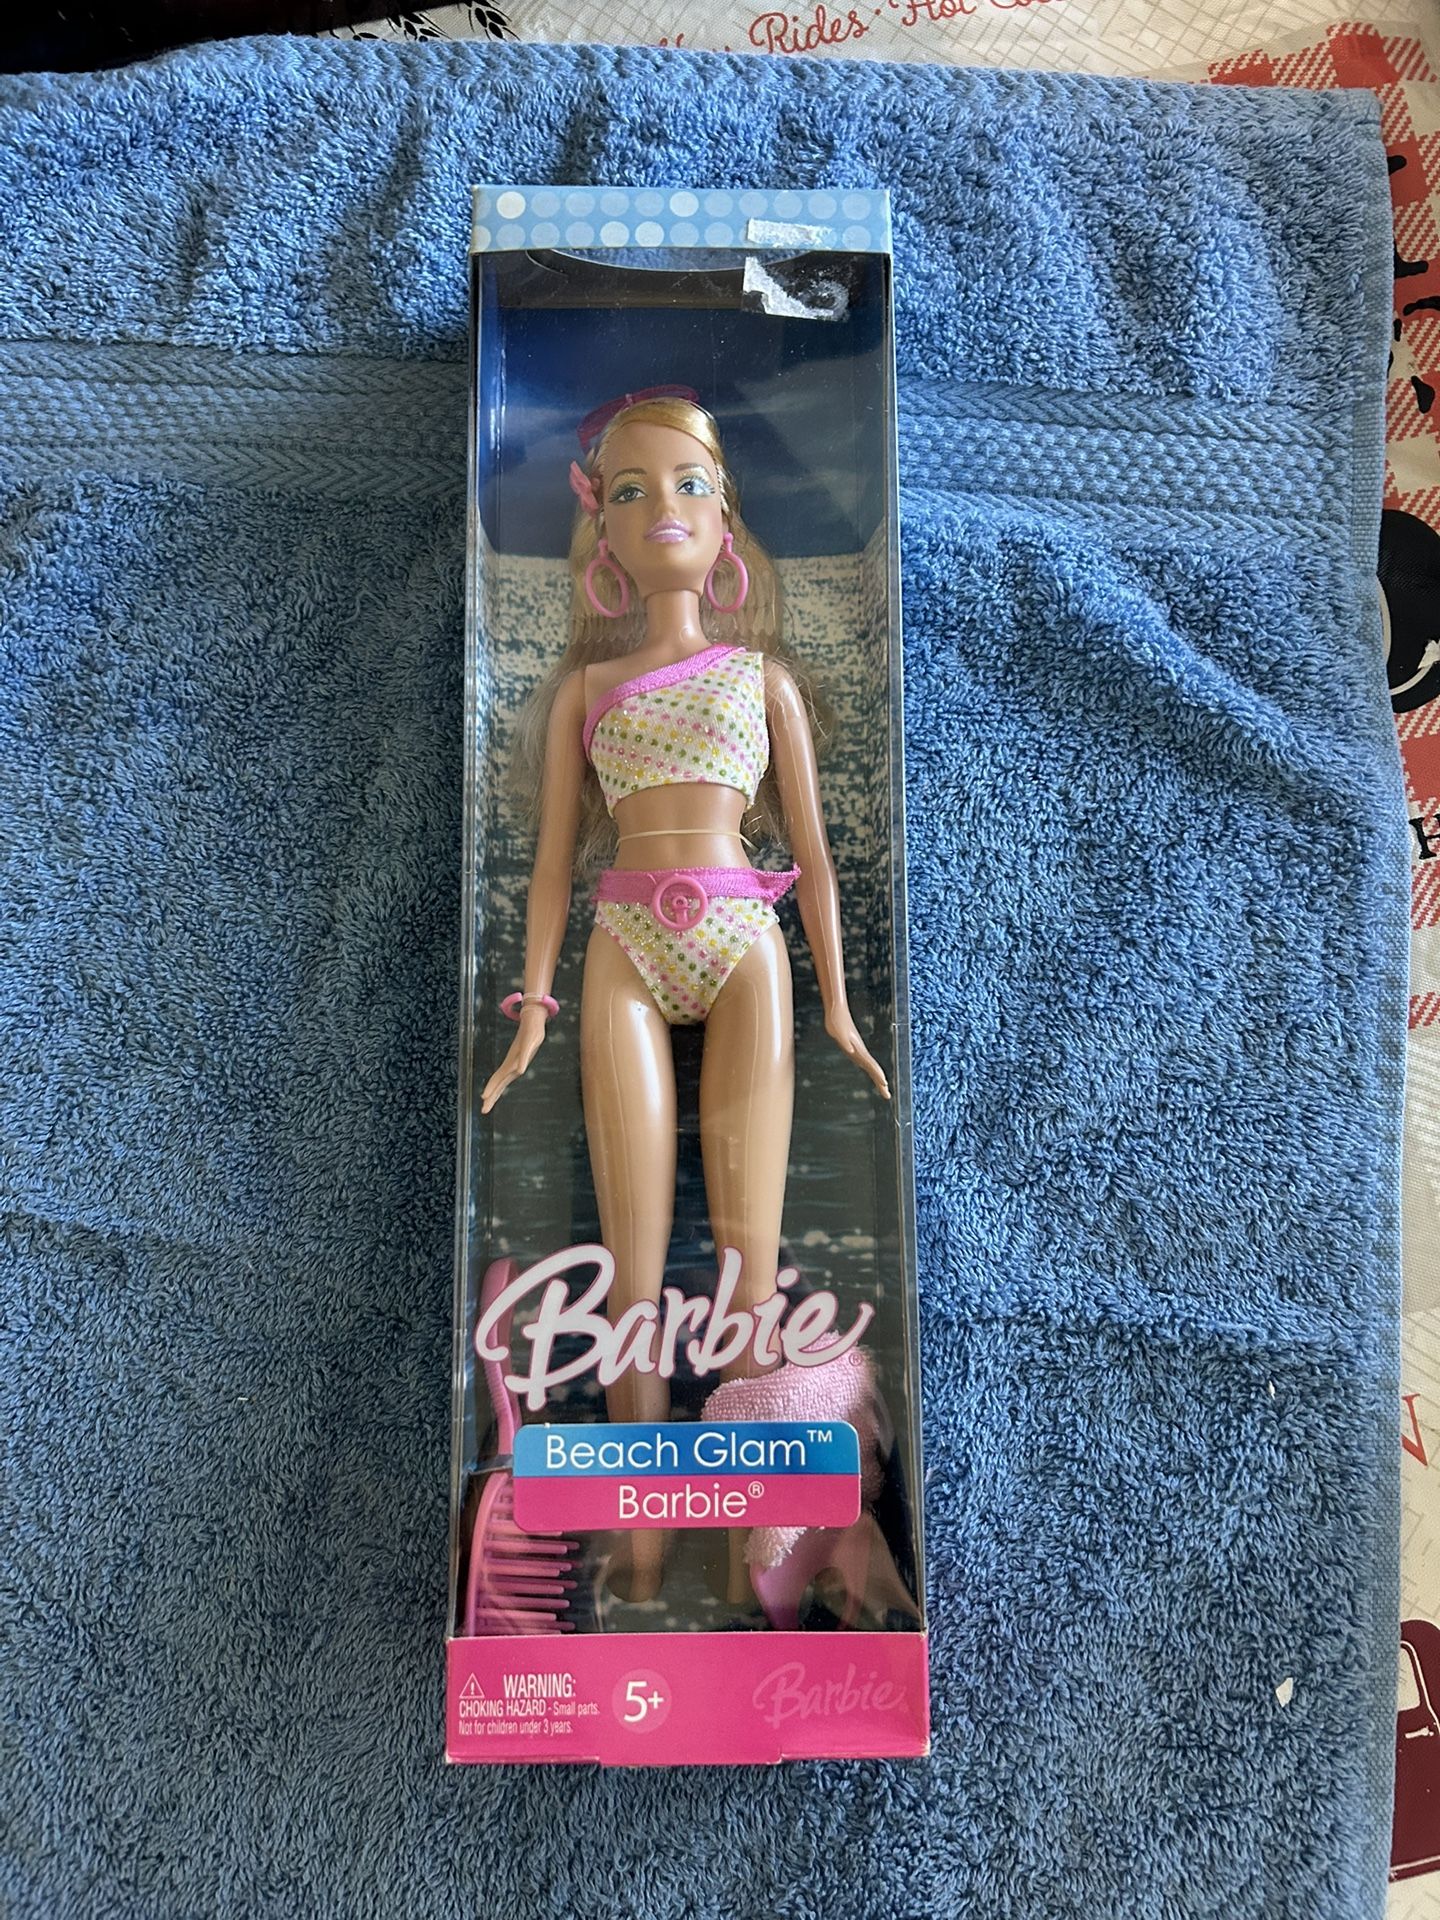 Rides · Hot
Barbie®
Beach Glam™
Barbie®
WARNING:
CHOKING HAZARD - Small parts.
Not for children under 3 years.
5+
Barbie